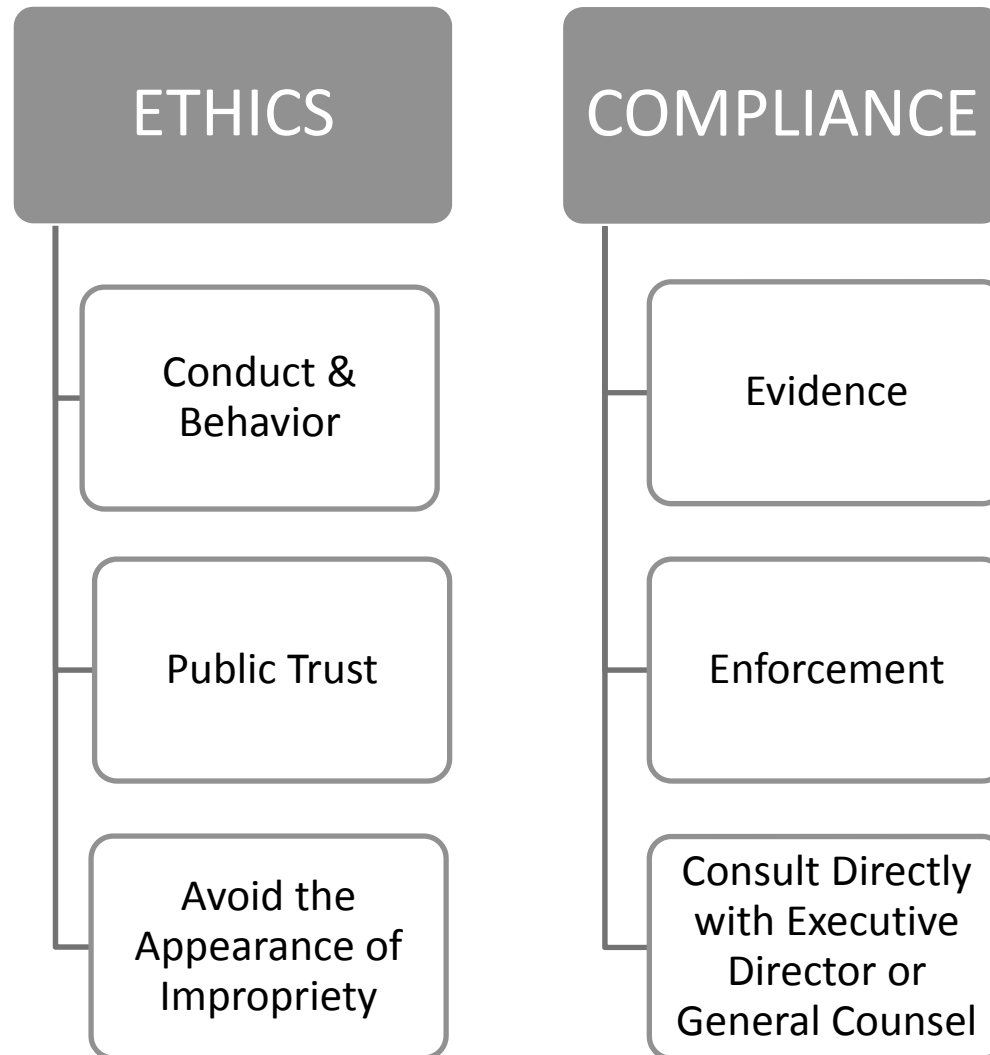 ETHICS
Conduct &
Behavior
Public Trust
Avoid the
Appearance of
Impropriety
COMPLIANCE
Evidence
Enforcement
Consult Directly
with Executive
Director or
General Counsel